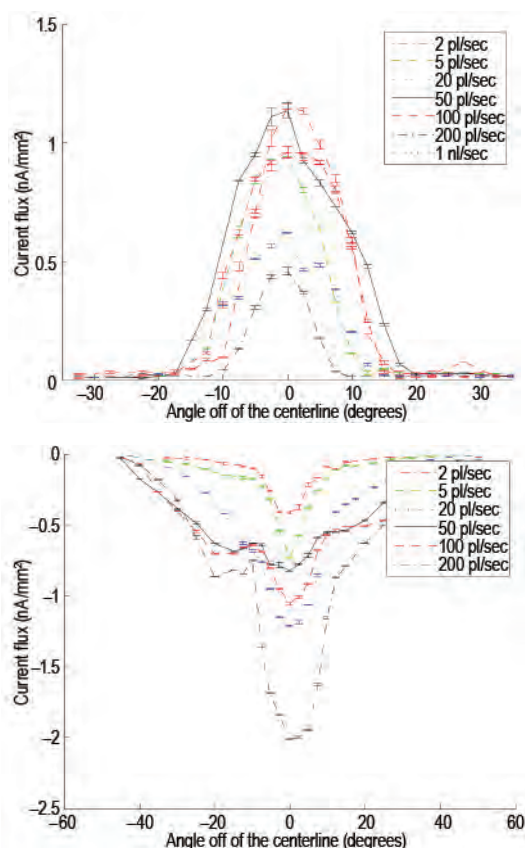 1.5
2 pl/sec
5 pl/sec
20 pl/sec
50 pl/sec
100 pl/sec
200 pl/sec
1 nl/sec
1
0.5
0
Current flux (nA/mm²)
−30 −20 −10 0 10 20 30
Angle off of the centerline (degrees)
−0
2 pl/sec
5 pl/sec
20 pl/sec
50 pl/sec
100 pl/sec
200 pl/sec
−0.5
−1
−1.5
−2
−2.5
Current flux (nA/mm²)
−60 −40 −20 0 20 40 60
Angle off of the centerline (degrees)